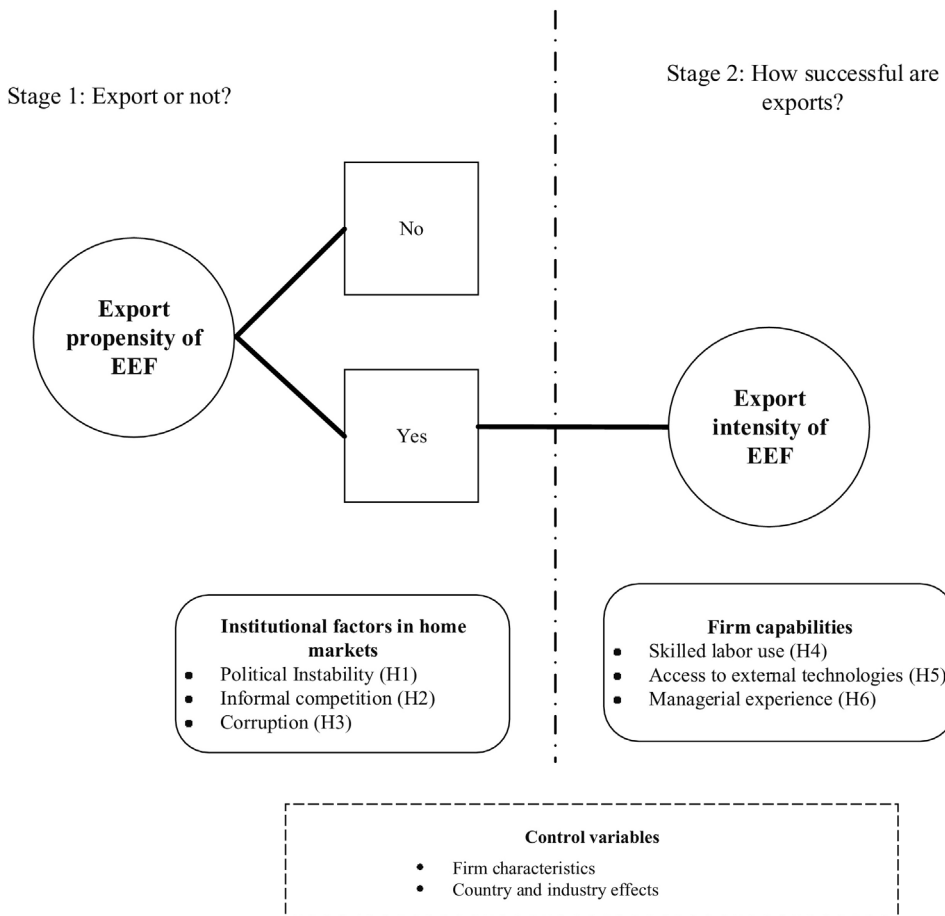 Stage 1: Export or not?
Stage 2: How successful are
exports?
No
Export
propensity of
EEF
Yes
Export
intensity of
EEF
Institutional factors in home
markets
• Political Instability (H1)
• Informal competition (H2)
• Corruption (H3)
Firm capabilities
• Skilled labor use (H4)
• Access to external technologies (H5)
• Managerial experience (H6)
Control variables
• Firm characteristics
• Country and industry effects